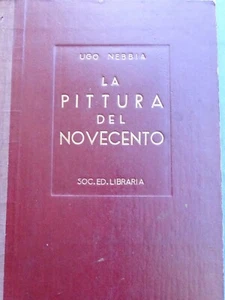 UGO NEBBIA
LA
PITTURA
DEL
NOVECENTO
SOC.ED.LIBRARIA